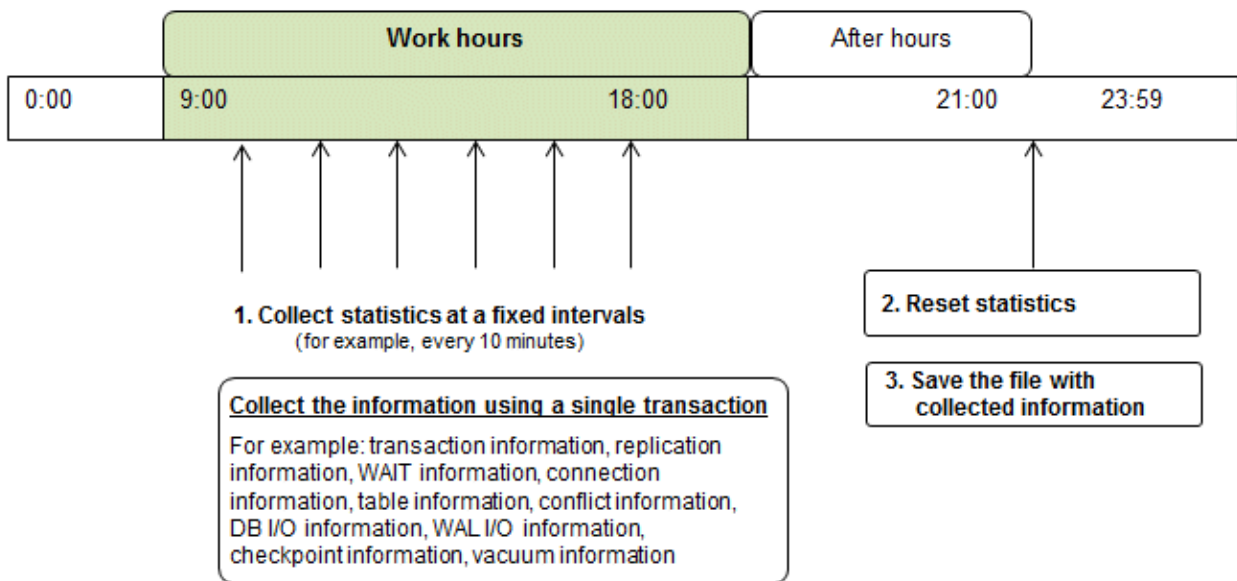 Work hours
After hours
0:00
9:00
18:00
21:00
23:59
1. Collect statistics at a fixed intervals
(for example, every 10 minutes)
2. Reset statistics
3. Save the file with
collected information
Collect the information using a single transaction
For example: transaction information, replication
information, WAIT information, connection
information, table information, conflict information,
DB I/O information, WAL I/O information,
checkpoint information, vacuum information